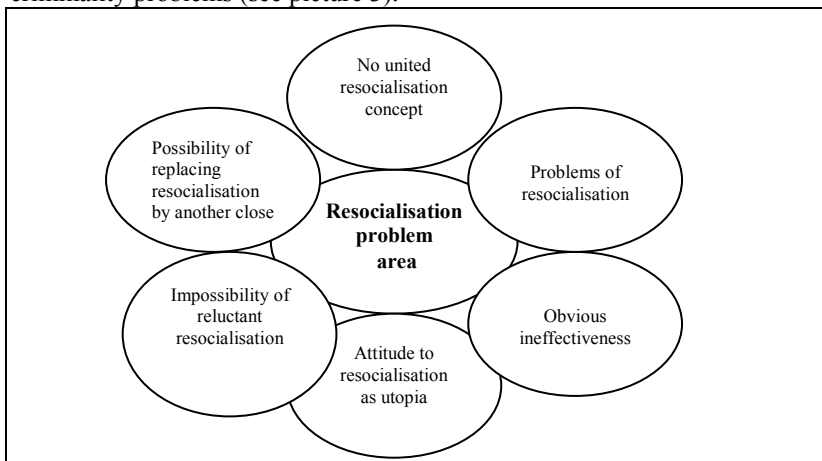 criminality problems (see picture 3).
No united
resocialisation
concept
Possibility of
replacing
resocialisation
by another close
Problems of
resocialisation
Resocialisation
problem
area
Impossibility of
reluctant
resocialisation
Obvious
ineffectiveness
Attitude to
resocialisation
as utopia